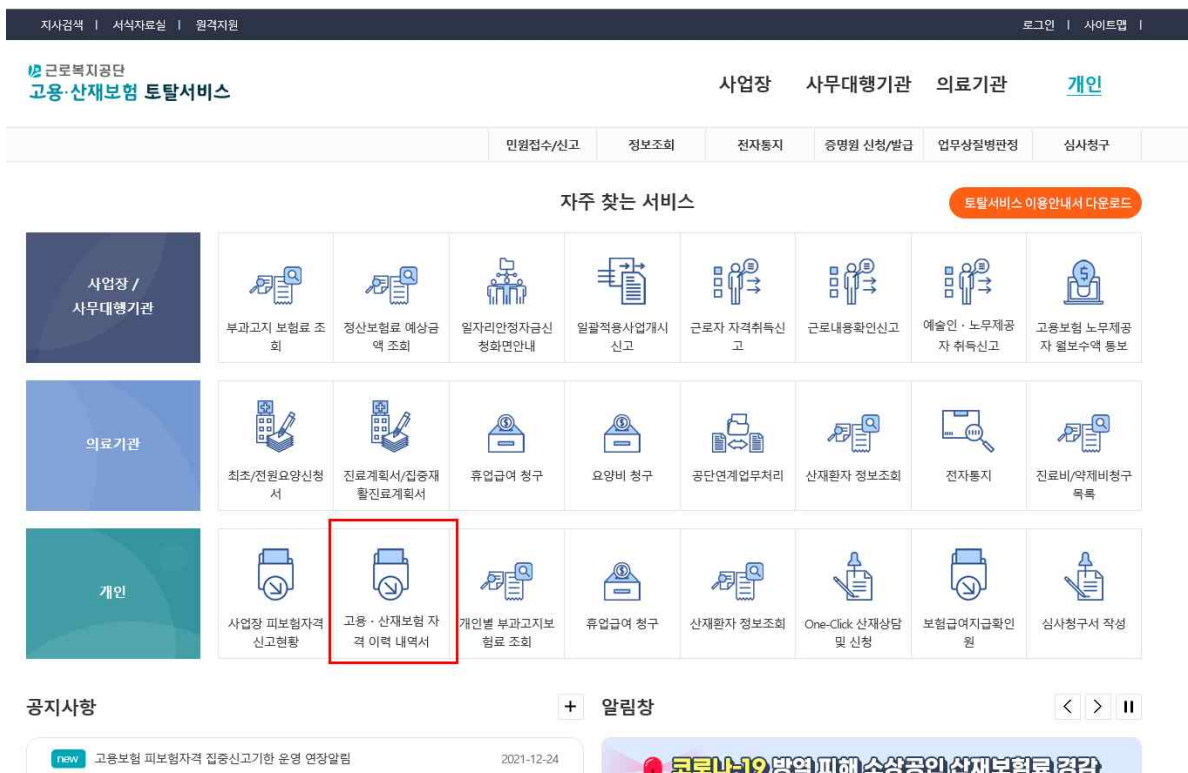 지사검색 | 서식자료실 | 원격지원
로그인 | 사이트맵 |
근로복지공단
고용·산재보험 토탈서비스
사업장 사무대행기관 의료기관 개인
민원접수/신고 정보조회 전자통지 증명원 신청/발급 업무상질병판정 심사청구
자주 찾는 서비스
토탈서비스 이용안내서 다운로드
사업장 /
사무대행기관
부과고지 보험료 조
회
정산보험료 예상금
액 조회
일자리안정자금신
청화면안내
일괄적용사업개시
신고
근로자 자격취득신
고
근로내용확인신고
예술인 · 노무제공
자 취득신고
고용보험 노무제공
자 월보수액 통보
의료기관
최초/전원요양신청
서
진료계획서/집중재
활진료계획서
휴업급여 청구
요양비 청구
공단연계업무처리
산재환자 정보조회
전자통지
진료비/약제비청구
목록
개인
사업장 피보험자격
신고현황
고용 · 산재보험 자
격 이력 내역서
개인별 부과고지보
험료 조회
휴업급여 청구
산재환자 정보조회
One-Click 산재상담
및 신청
보험급여지급확인
원
심사청구서 작성
공지사항 +
알림창
new 고용보험 피보험자격 집중신고기한 운영 연장알림 2021-12-24
코로나-19 방역 피해 소상공인 산재보험료 경감